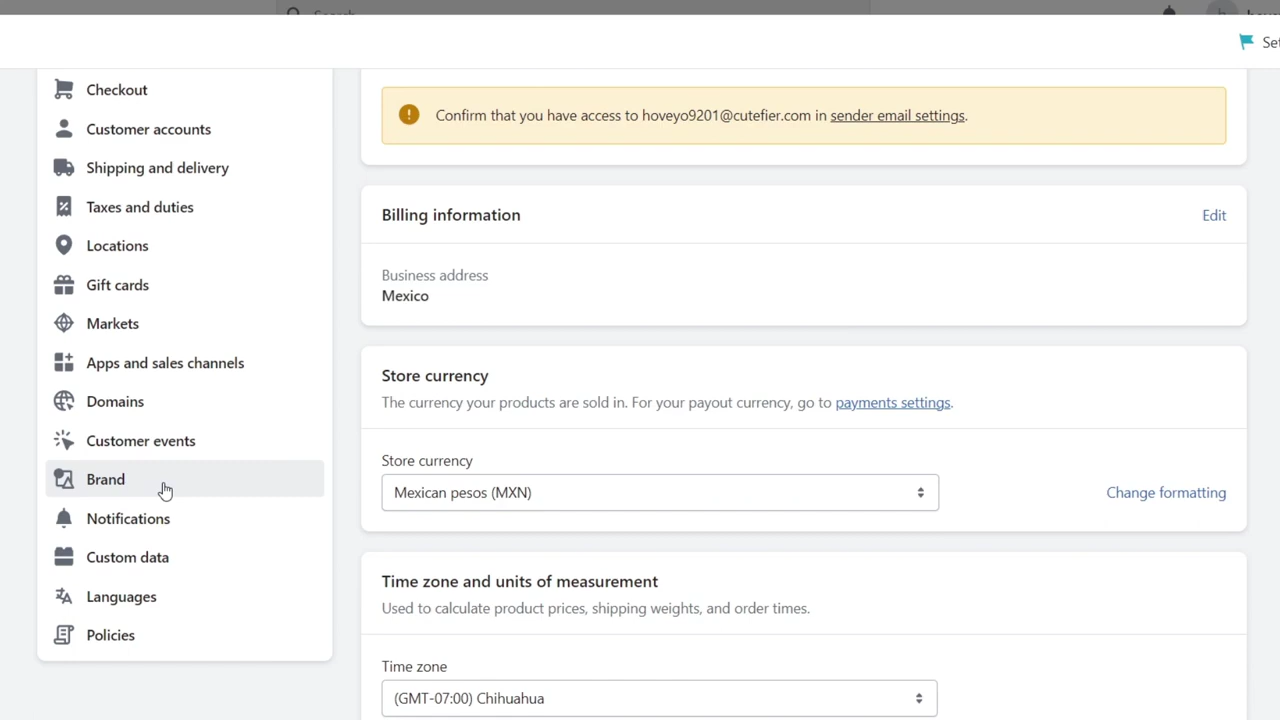 Checkout
Customer accounts
Shipping and delivery
Taxes and duties
Locations
Gift cards
Markets
Apps and sales channels
Domains
Customer events
Brand
Notifications
Custom data
Languages
Policies
Confirm that you have access to hoveyo9201@cutefier.com in sender email settings.
Billing information
Edit
Business address
Mexico
Store currency
The currency your products are sold in. For your payout currency, go to payments settings.
Store currency
Mexican pesos (MXN)
Change formatting
Time zone and units of measurement
Used to calculate product prices, shipping weights, and order times.
Time zone
(GMT-07:00) Chihuahua